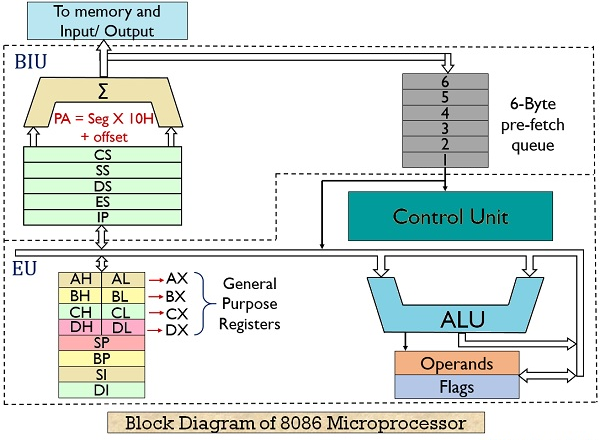 To memory and
Input/ Output
BIU
Σ
PA = Seg X 10H
+ offset
CS
SS
DS
ES
IP
6
5
4
3
2
1
6-Byte
pre-fetch
queue
Control Unit
EU
AH AL AX
BH BL BX
CH CL CX
DH DL DX
SP
BP
SI
DI
General
Purpose
Registers
ALU
Operands
Flags
Block Diagram of 8086 Microprocessor